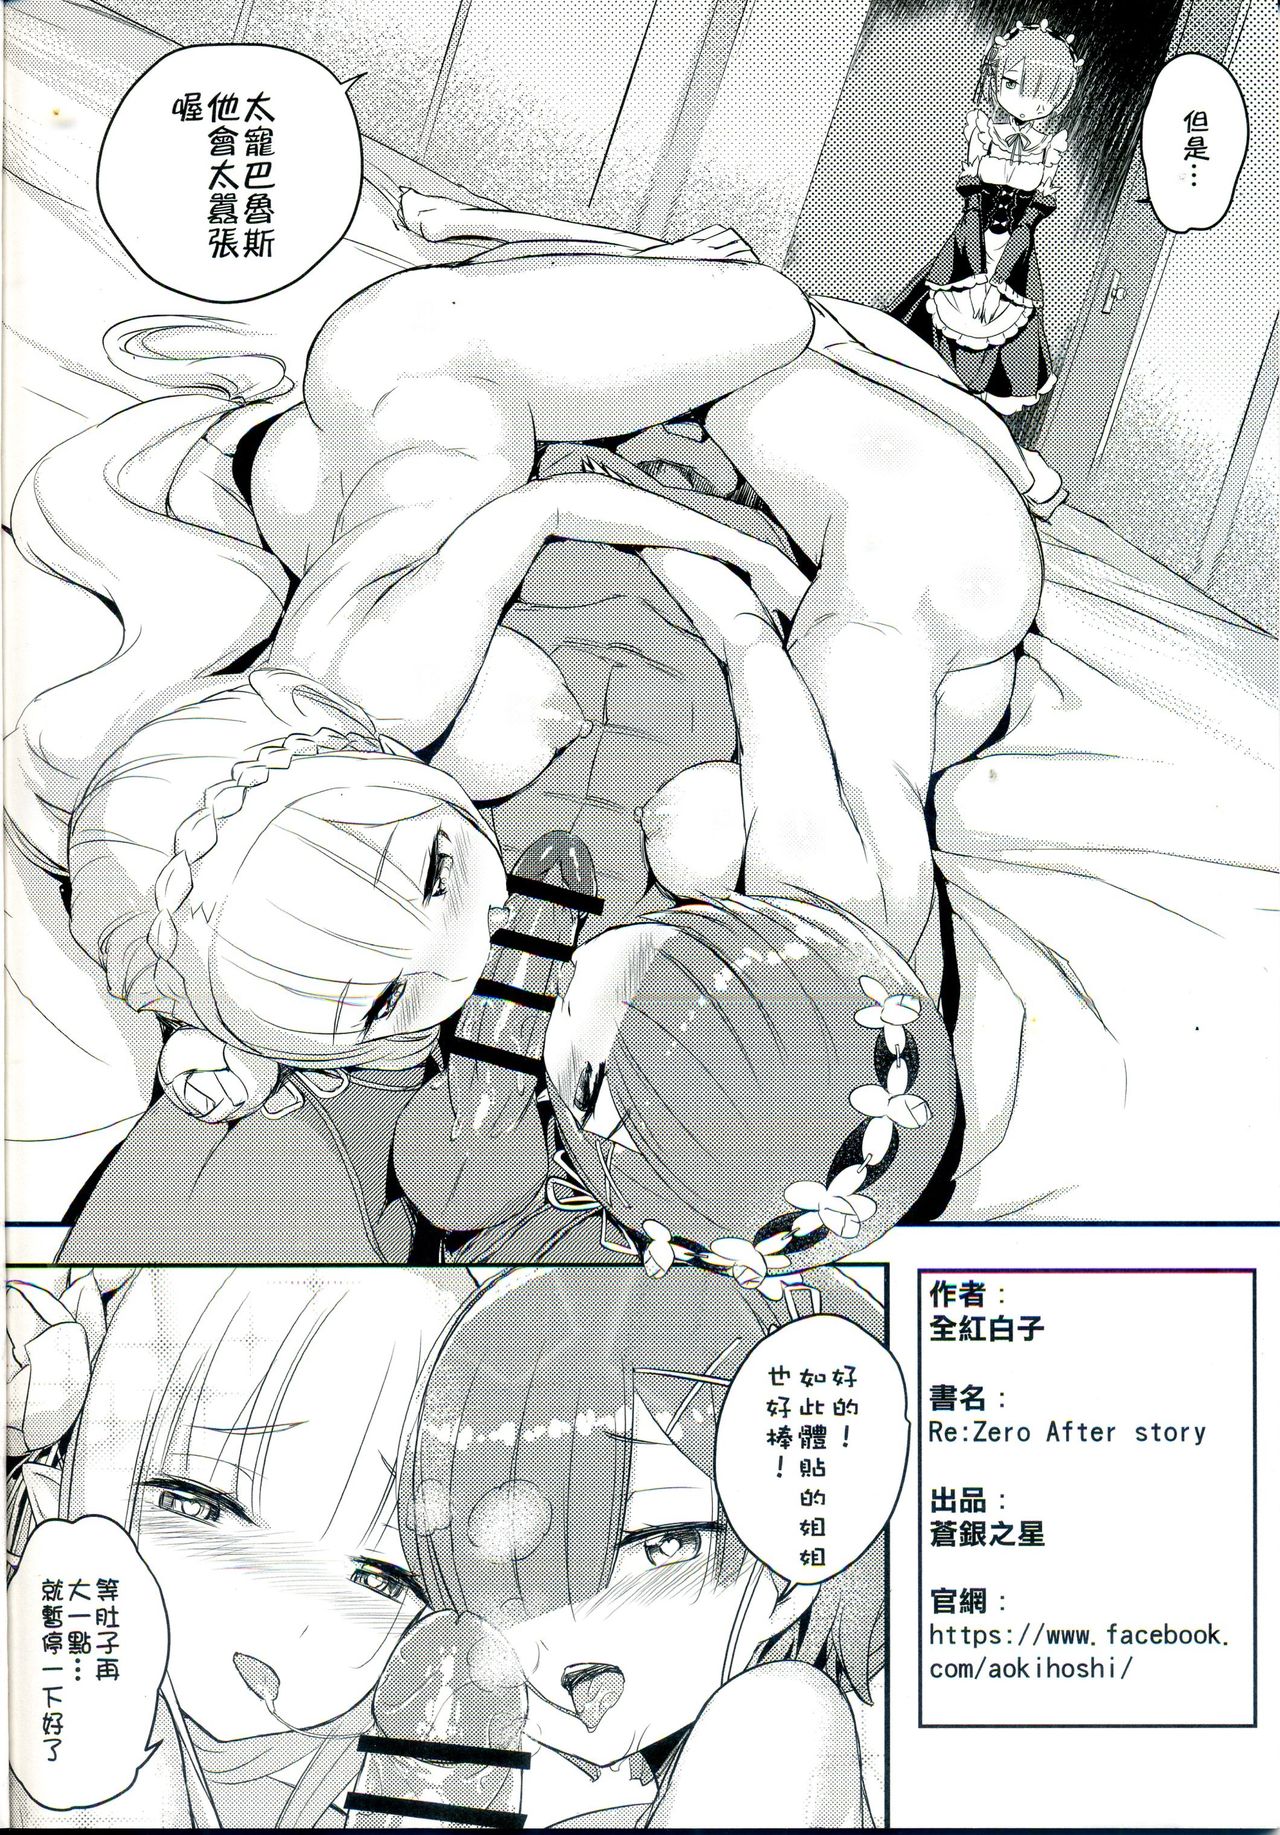 但是…
太寵巴魯斯
他會太囂張
喔
好的！
如此體貼的姐姐
也好棒！
等肚子再
大一點…
就暫停一下好了
作者：
全紅白子
書名：
Re:Zero After story
出品：
蒼銀之星
官網：
https://www.facebook.
com/aokihoshi/